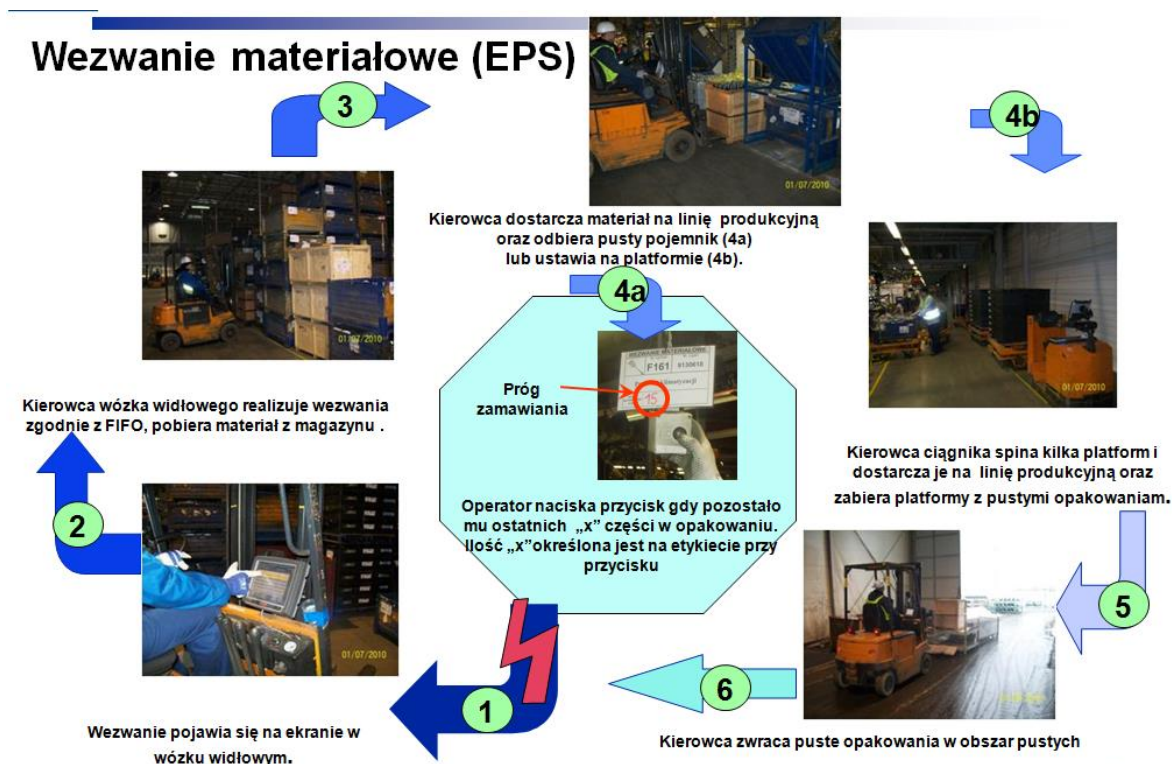 Wezwanie materiałowe (EPS)
3
4b
01/07/2010
Kierowca dostarcza materiał na linię produkcyjną
oraz odbiera pusty pojemnik (4a)
lub ustawia na platformie (4b).
01/07/2010
Kierowca wózka widłowego realizuje wezwania
zgodnie z FIFO, pobiera materiał z magazynu .
4a
WEZWANIE MATERIAŁOWE
F161
15
Próg
zamawiania
Operator naciska przycisk gdy pozostało
mu ostatnich „x” części w opakowaniu.
Ilość „x”określona jest na etykiecie przy
przycisku
01/07/2010
Kierowca ciągnika spina kilka platform i
dostarcza je na linię produkcyjną oraz
zabiera platformy z pustymi opakowaniam.
2
01/07/2010
5
1
6
Wezwanie pojawia się na ekranie w
wózku widłowym.
Kierowca zwraca puste opakowania w obszar pustych